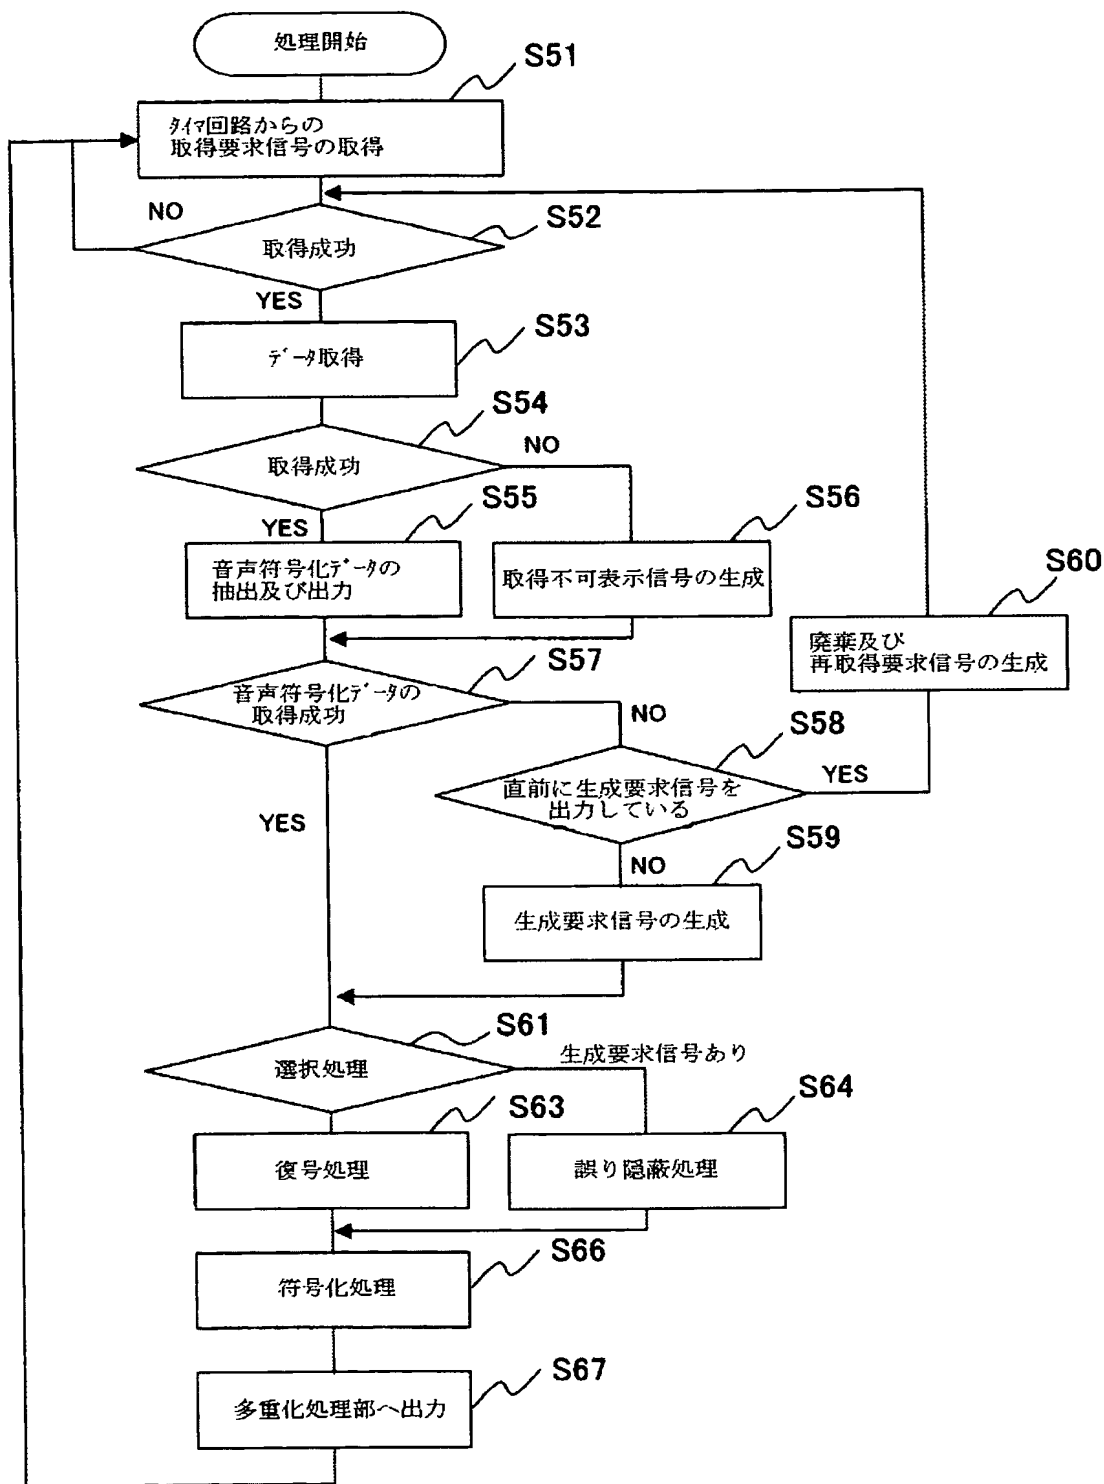 処理開始
S51
タイマ回路からの
取得要求信号の取得
NO
S52
取得成功
YES
S53
データ取得
S54
取得成功
NO
YES
S55
音声符号化データの
抽出及び出力
S56
取得不可表示信号の生成
S60
廃棄及び
再取得要求信号の生成
S57
音声符号化データの
取得成功
NO
YES
S58
直前に生成要求信号を
出力している
YES
NO
S59
生成要求信号の生成
S61
選択処理
生成要求信号あり
S63
復号処理
S64
誤り隠蔽処理
S66
符号化処理
S67
多重化処理部へ出力